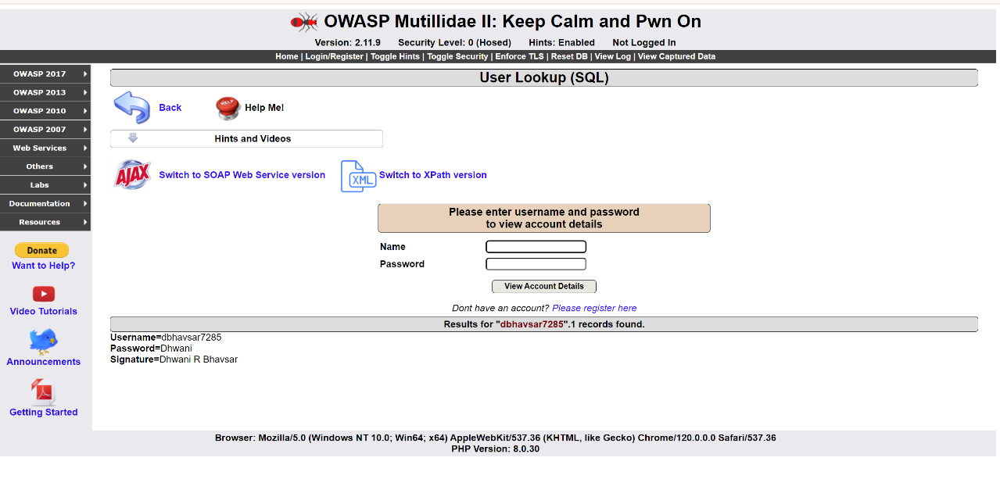 OWASP Mutillidae II: Keep Calm and Pwn On
Version: 2.11.9 Security Level: 0 (Hosed) Hints: Enabled Not Logged In
Home | Login/Register | Toggle Hints | Toggle Security | Enforce TLS | Reset DB | View Log | View Captured Data
OWASP 2017
OWASP 2013
OWASP 2010
OWASP 2007
Web Services
Others
Labs
Documentation
Resources
Donate
Want to Help?
Video Tutorials
Announcements
Getting Started
User Lookup (SQL)
Back
HELP
Help Me!
Hints and Videos
AJAX
Switch to SOAP Web Service version
XML
Switch to XPath version
Please enter username and password
to view account details
Name
Password
View Account Details
Dont have an account? Please register here
Results for "dbhavsar7285".1 records found.
Username=dbhavsar7285
Password=Dhwani
Signature=Dhwani R Bhavsar
Browser: Mozilla/5.0 (Windows NT 10.0; Win64; x64) AppleWebKit/537.36 (KHTML, like Gecko) Chrome/120.0.0.0 Safari/537.36
PHP Version: 8.0.30